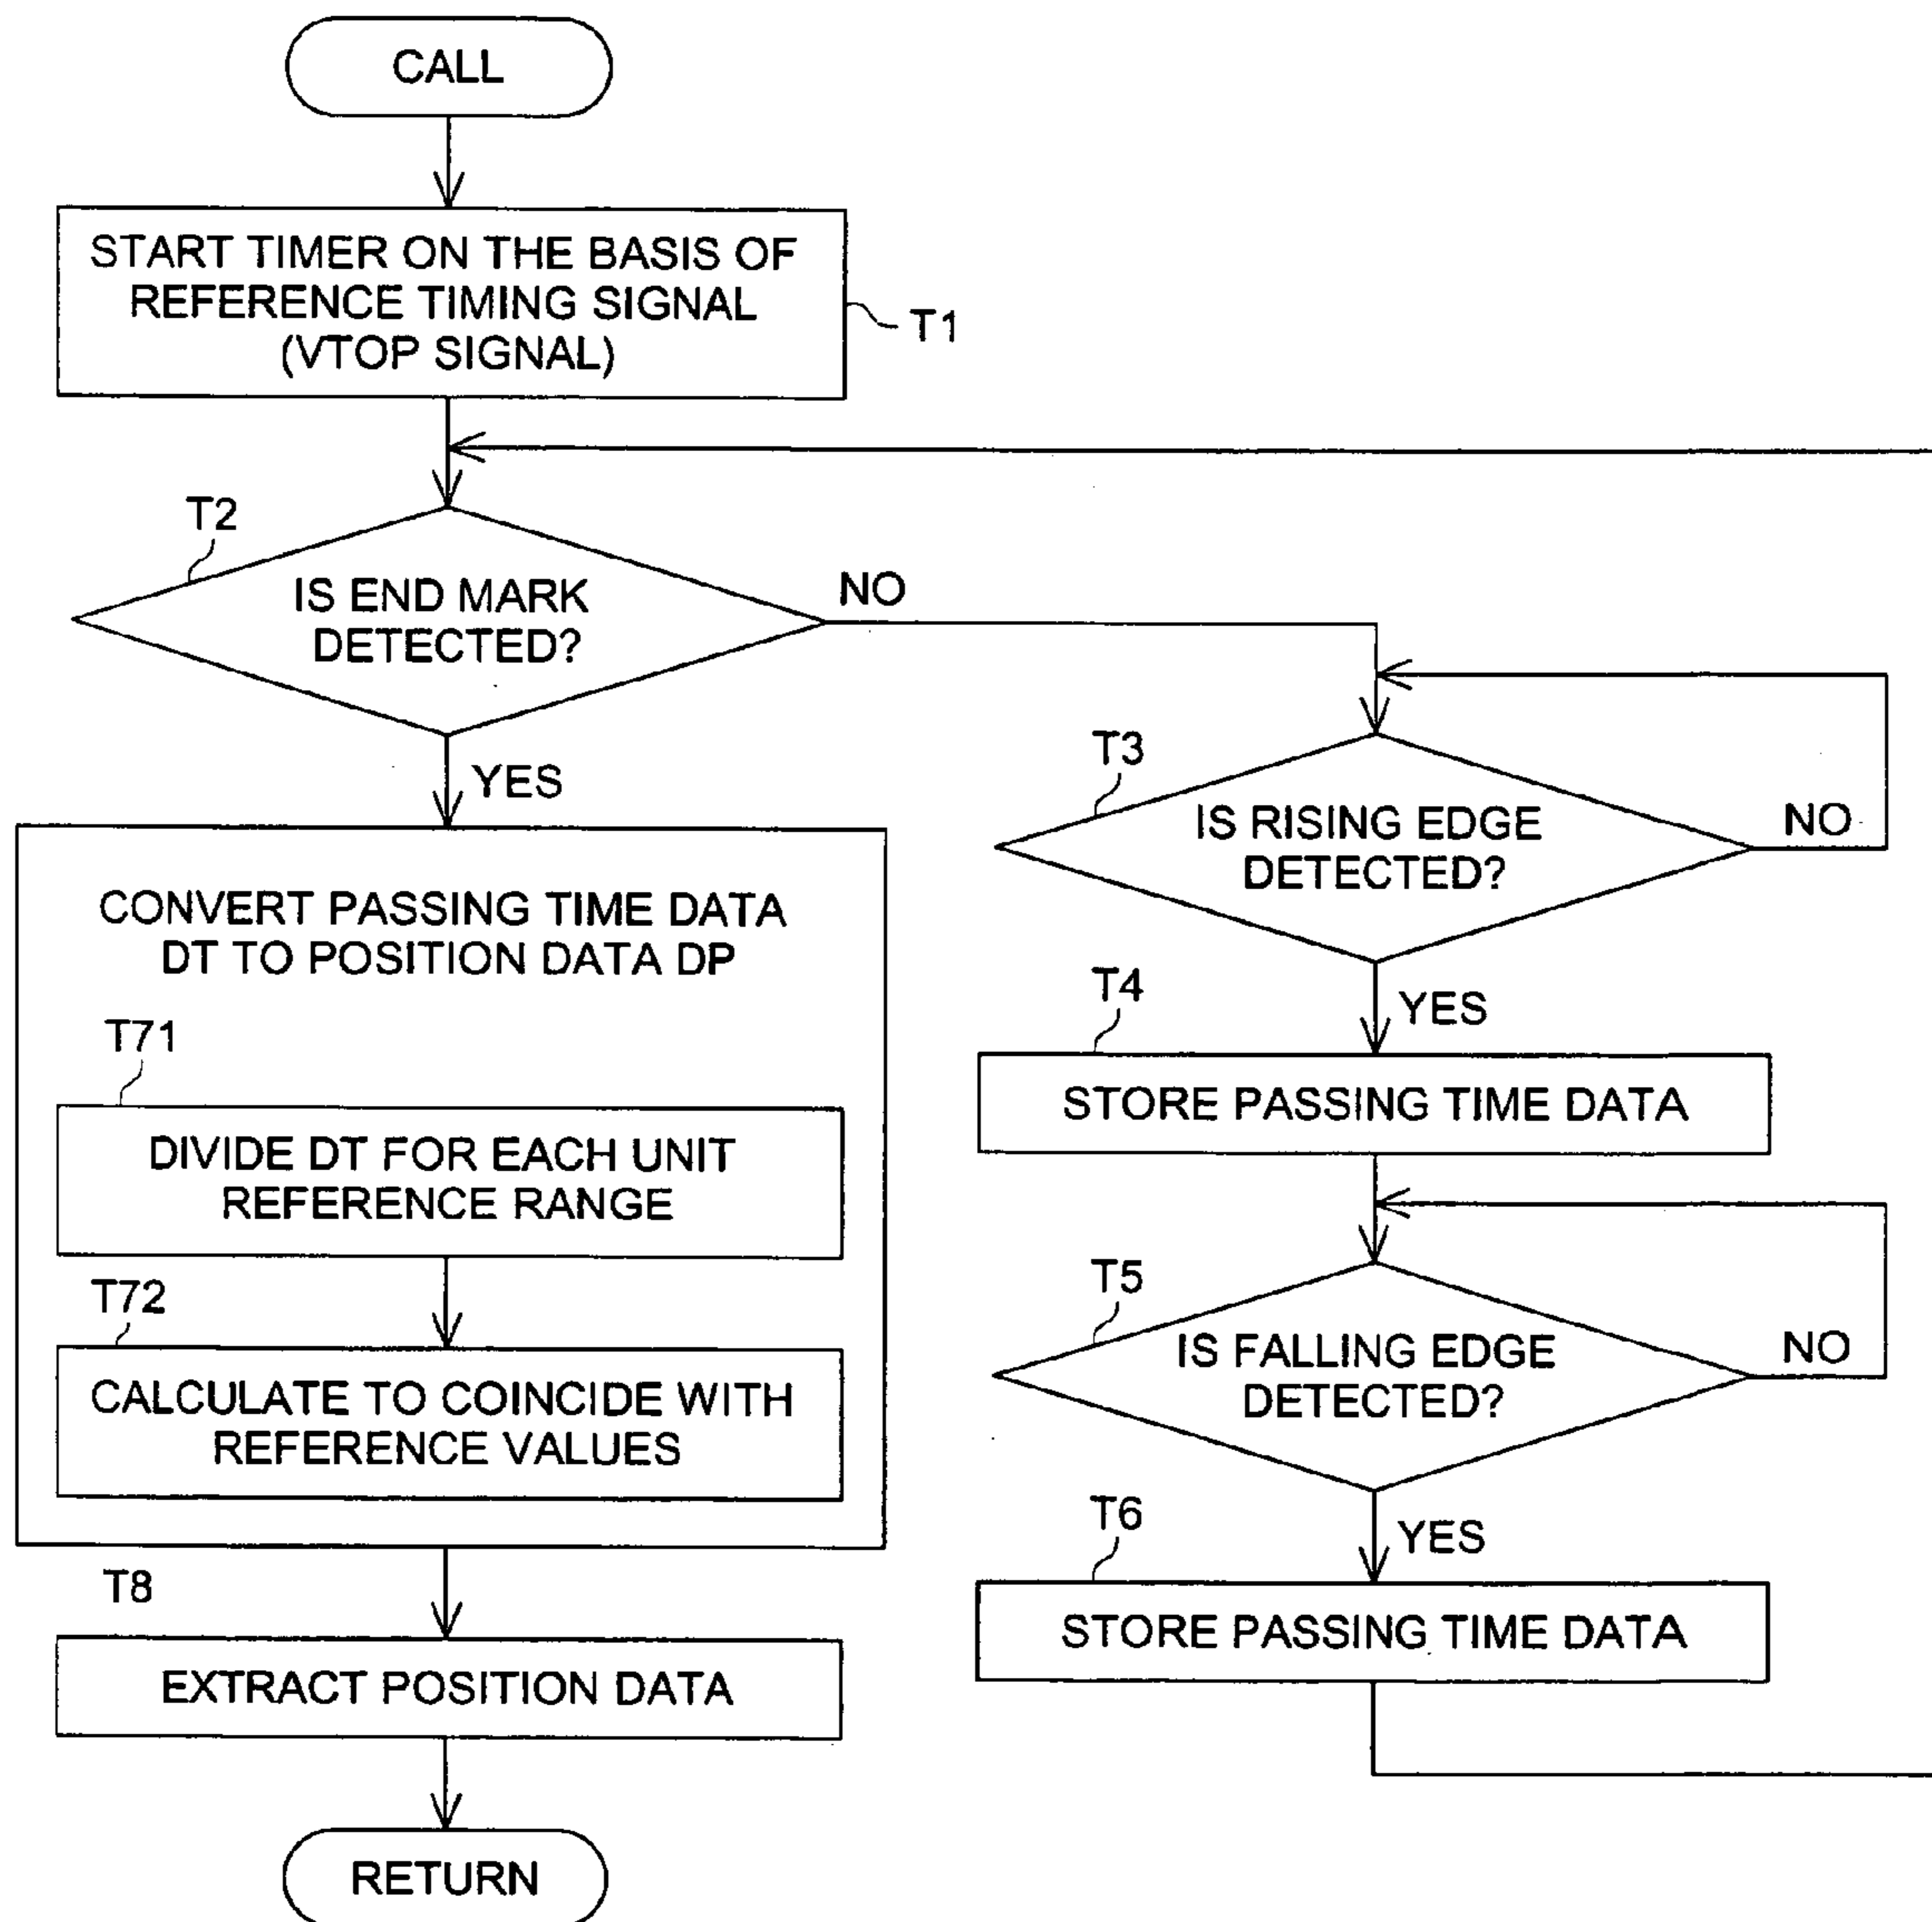 CALL
START TIMER ON THE BASIS OF
REFERENCE TIMING SIGNAL
(VTOP SIGNAL)
T1
T2
IS END MARK
DETECTED?
NO
YES
CONVERT PASSING TIME DATA
DT TO POSITION DATA DP
T71
DIVIDE DT FOR EACH UNIT
REFERENCE RANGE
T72
CALCULATE TO COINCIDE WITH
REFERENCE VALUES
T8
EXTRACT POSITION DATA
RETURN
T3
IS RISING EDGE
DETECTED?
NO
YES
T4
STORE PASSING TIME DATA
T5
IS FALLING EDGE
DETECTED?
NO
YES
T6
STORE PASSING TIME DATA